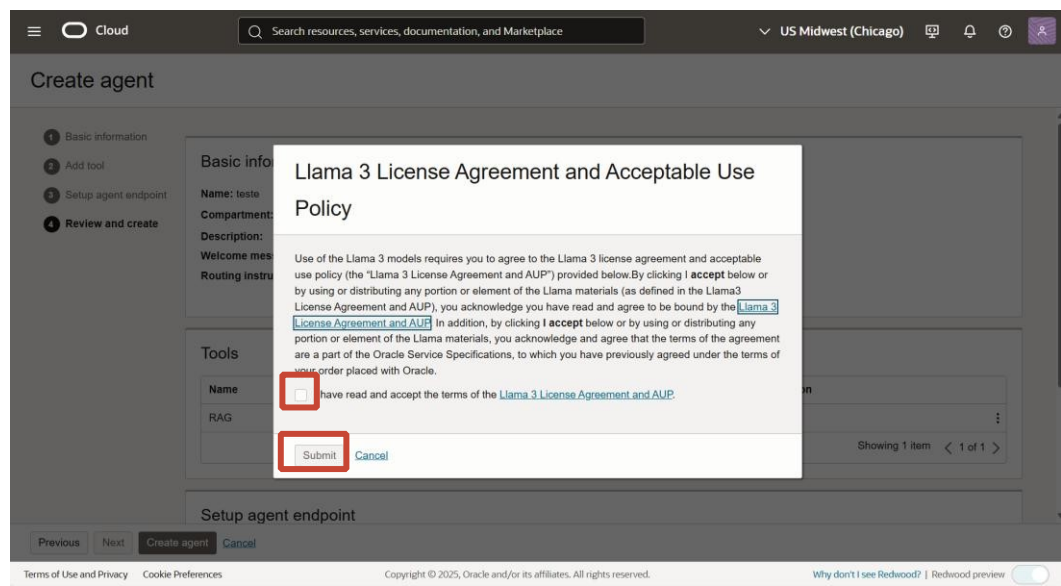 Cloud
Search resources, services, documentation, and Marketplace
US Midwest (Chicago)
Create agent
1 Basic information
2 Add tool
3 Setup agent endpoint
4 Review and create
Basic info
Name: teste
Compartment:
Description:
Welcome mes
Routing instru
Llama 3 License Agreement and Acceptable Use
Policy
Use of the Llama 3 models requires you to agree to the Llama 3 license agreement and acceptable
use policy (the “Llama 3 License Agreement and AUP”) provided below.By clicking I accept below or
by using or distributing any portion or element of the Llama materials (as defined in the Llama3
License Agreement and AUP), you acknowledge you have read and agree to be bound by the Llama 3
License Agreement and AUP. In addition, by clicking I accept below or by using or distributing any
portion or element of the Llama materials, you acknowledge and agree that the terms of the agreement
are a part of the Oracle Service Specifications, to which you have previously agreed under the terms of
your order placed with Oracle.
have read and accept the terms of the Llama 3 License Agreement and AUP.
Submit Cancel
Tools
Name
on
RAG
Showing 1 item 1 of 1
Setup agent endpoint
Previous Next Create agent Cancel
Terms of Use and Privacy Cookie Preferences Copyright © 2025, Oracle and/or its affiliates. All rights reserved. Why don't I see Redwood? | Redwood preview